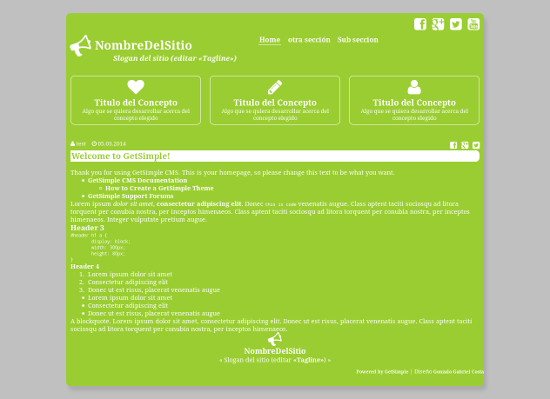 Home otra sección Sub seccion
NombreDelSitio
Slogan del sitio (editar «Tagline»)
Titulo del Concepto Titulo del Concepto Titulo del Concepto
Algo que se quiera desarrollar acerca del Algo que se quiera desarrollar acerca del Algo que se quiera desarrollar acerca del
concepto elegido concepto elegido concepto elegido
Welcome to GetSimple!
Thank you for using GetSimple CMS. This is your homepage, so please change this text to be what you want.
GetSimple CMS Documentation
How to Create a GetSimple Theme
GetSimple Support Forums
Lorem ipsum dolor sit amet, consectetur adipiscing elit. Donec this is code venenatis augue. Class aptent taciti sociosqu ad litora
torquent per conubia nostra, per inceptos himenaeos. Class aptent taciti sociosqu ad litora torquent per conubia nostra, per inceptos
himenaeos. Integer vulputate pretium augue.
Header 3
#header h1 a {
display: block;
width: 300px;
height: 80px;
}
Header 4
1. Lorem ipsum dolor sit amet
2. Consectetur adipiscing elit
3. Donec ut est risus, placerat venenatis augue
Lorem ipsum dolor sit amet
Consectetur adipiscing elit
Donec ut est risus, placerat venenatis augue
A blockquote. Lorem ipsum dolor sit amet, consectetur adipiscing elit. Donec ut est risus, placerat venenatis augue. Class aptent taciti
sociosqu ad litora torquent per conubia nostra, per inceptos himenaeos.
NombreDelSitio
« Slogan del sitio (editar «Tagline») »
Powered by GetSimple | Diseño Gonzalo Gabriel Costa